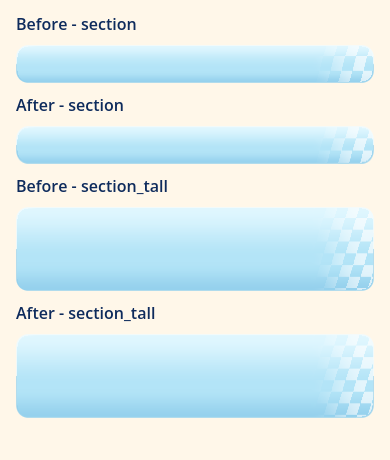 Before - section
After - section
Before - section_tall
After - section_tall